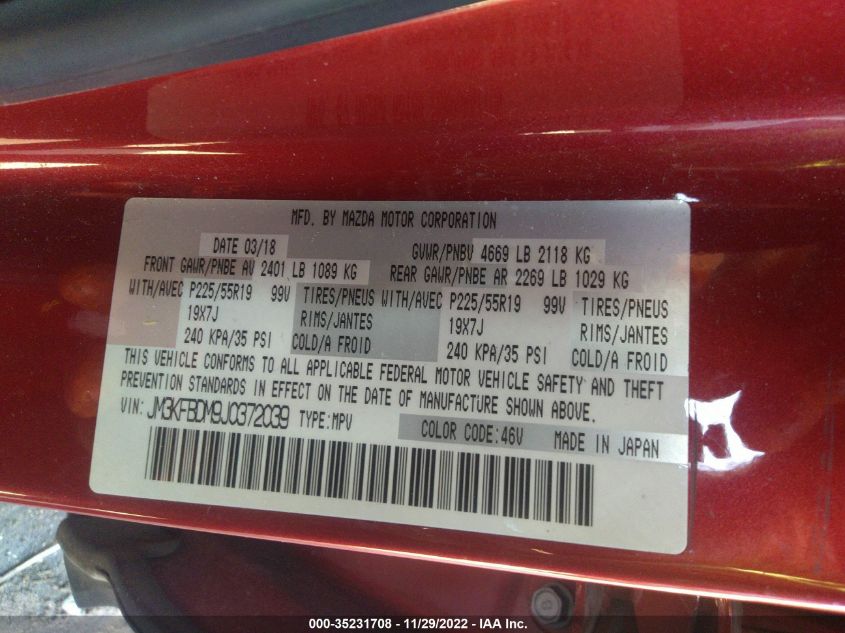 MFD. BY MAZDA MOTOR CORPORATION
DATE 03/18 GVWR/PNBV 4669 LB 2118 KG
FRONT GAWR/PNBE AV 2401 LB 1089 KG REAR GAWR/PNBE AR 2269 LB 1029 KG
WITH/AVEC P225/55R19 99V TIRES/PNEUS WITH/AVEC P225/55R19 99V TIRES/PNEUS
19X7J RIMS/JANTES 19X7J RIMS/JANTES
240 KPA/35 PSI COLD/A FROID 240 KPA/35 PSI COLD/A FROID
THIS VEHICLE CONFORMS TO ALL APPLICABLE FEDERAL MOTOR VEHICLE SAFETY AND THEFT
PREVENTION STANDARDS IN EFFECT ON THE DATE OF MANUFACTURE SHOWN ABOVE.
VIN: JM3KFBDM9J0372039 TYPE:MPV
COLOR CODE:46V MADE IN JAPAN
000-35231708 - 11/29/2022 - IAA Inc.